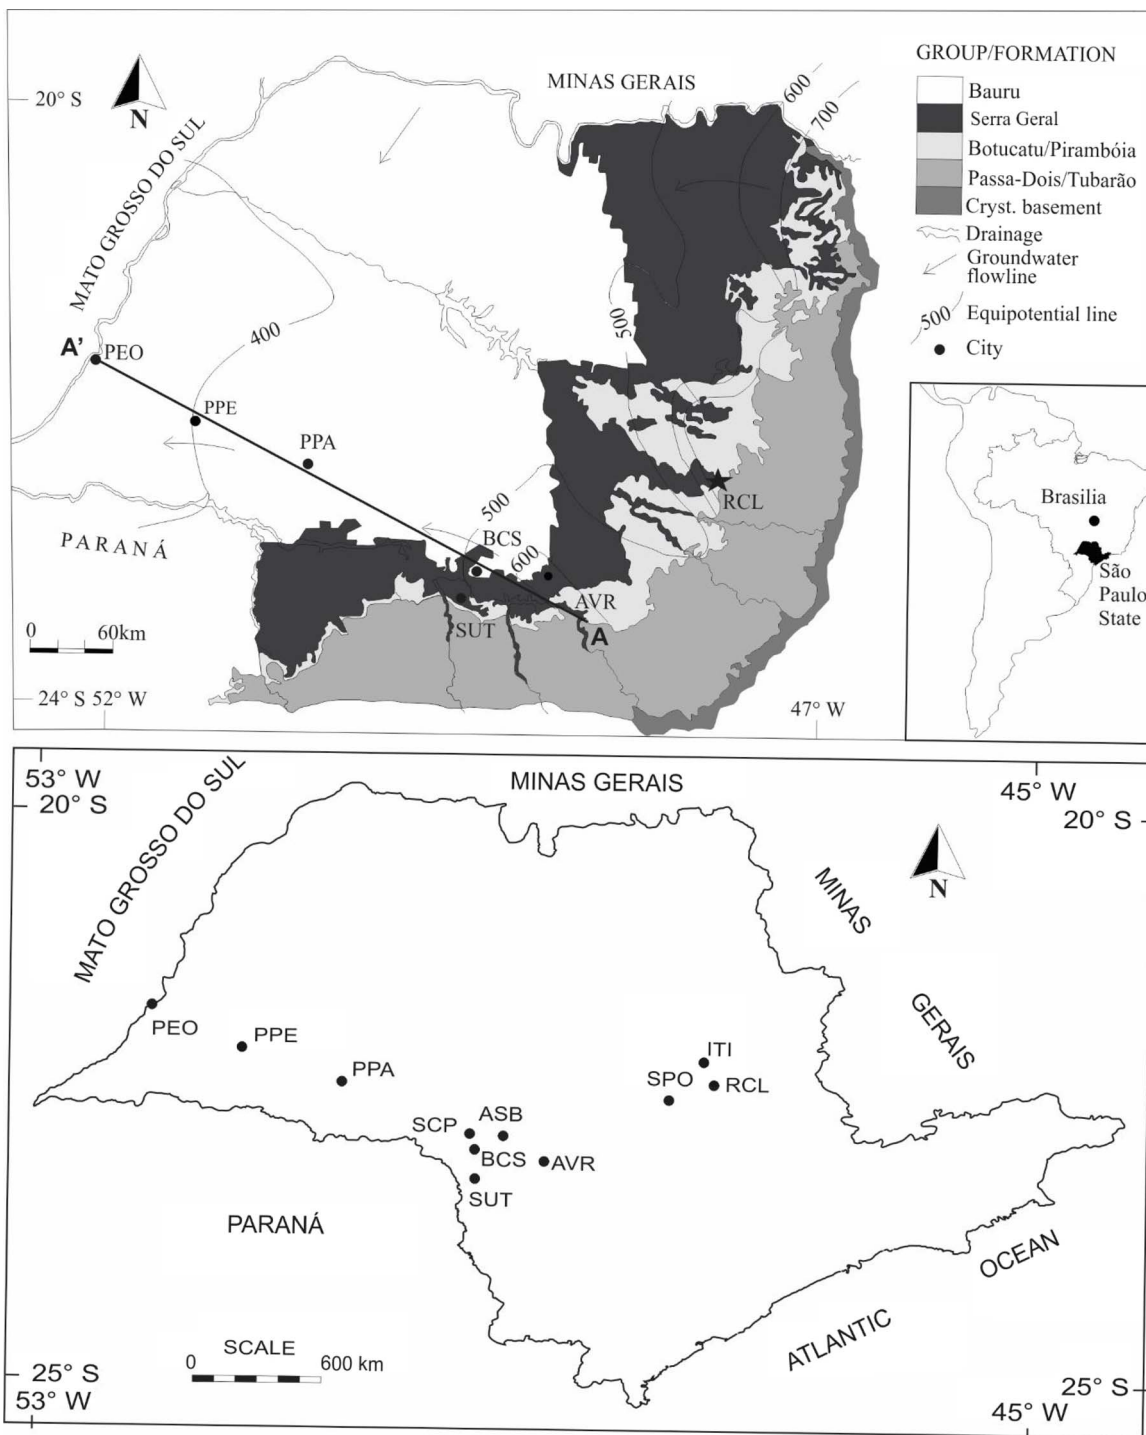 GROUP/FORMATION
Bauru
Serra Geral
Botucatu/Pirambóia
Passa-Dois/Tubarão
Cryst. basement
Drainage
Groundwater
flowline
500
Equipotential line
City
20° S
N
MINAS GERAIS
MATO GROSSO DO SUL
600
700
500
400
A'
PEO
PPE
PPA
RCL
500
BCS
600
AVR
A
SUT
PARANÁ
0 60km
24° S 52° W
47° W
Brasilia
São
Paulo
State
53° W
20° S
MATO GROSSO DO SUL
MINAS GERAIS
45° W
20° S
N
MINAS
GERAIS
PEO
PPE
PPA
ITI
SPO
RCL
SCP
ASB
BCS
AVR
SUT
PARANÁ
OCEAN
ATLANTIC
SCALE
0 600 km
25° S
53° W
25° S
45° W